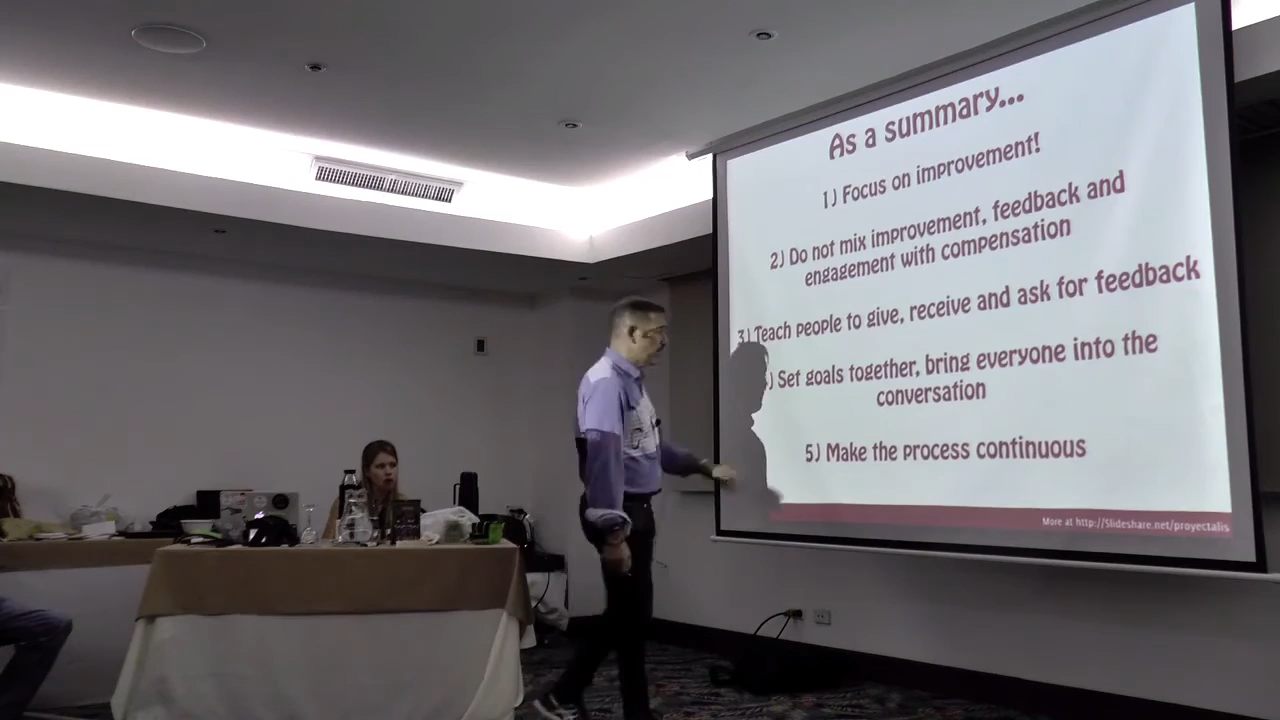 As a summary...
1) Focus on improvement!
2) Do not mix improvement, feedback and
engagement with compensation
3) Teach people to give, receive and ask for feedback
) Set goals together, bring everyone into the
conversation
5) Make the process continuous
More at http://Slideshare.net/proyectalis